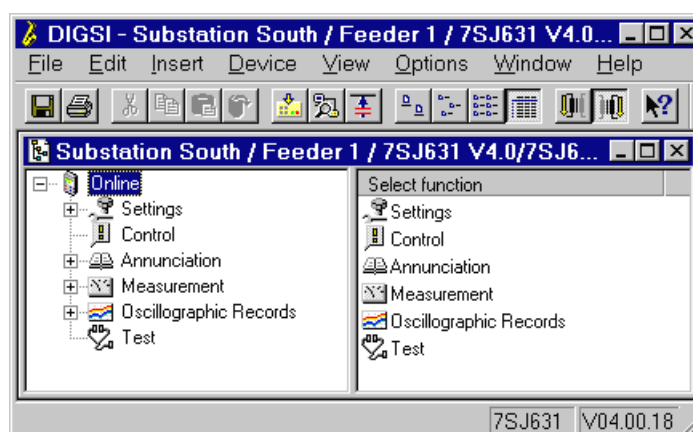 DIGSI - Substation South / Feeder 1 / 7SJ631 V4.0...
File Edit Insert Device View Options Window Help
Substation South / Feeder 1 / 7SJ631 V4.0/7SJ6...
Online
Settings
Control
Annunciation
Measurement
Oscillographic Records
Test
Select function
Settings
Control
Annunciation
Measurement
Oscillographic Records
Test
7SJ631 V04.00.18